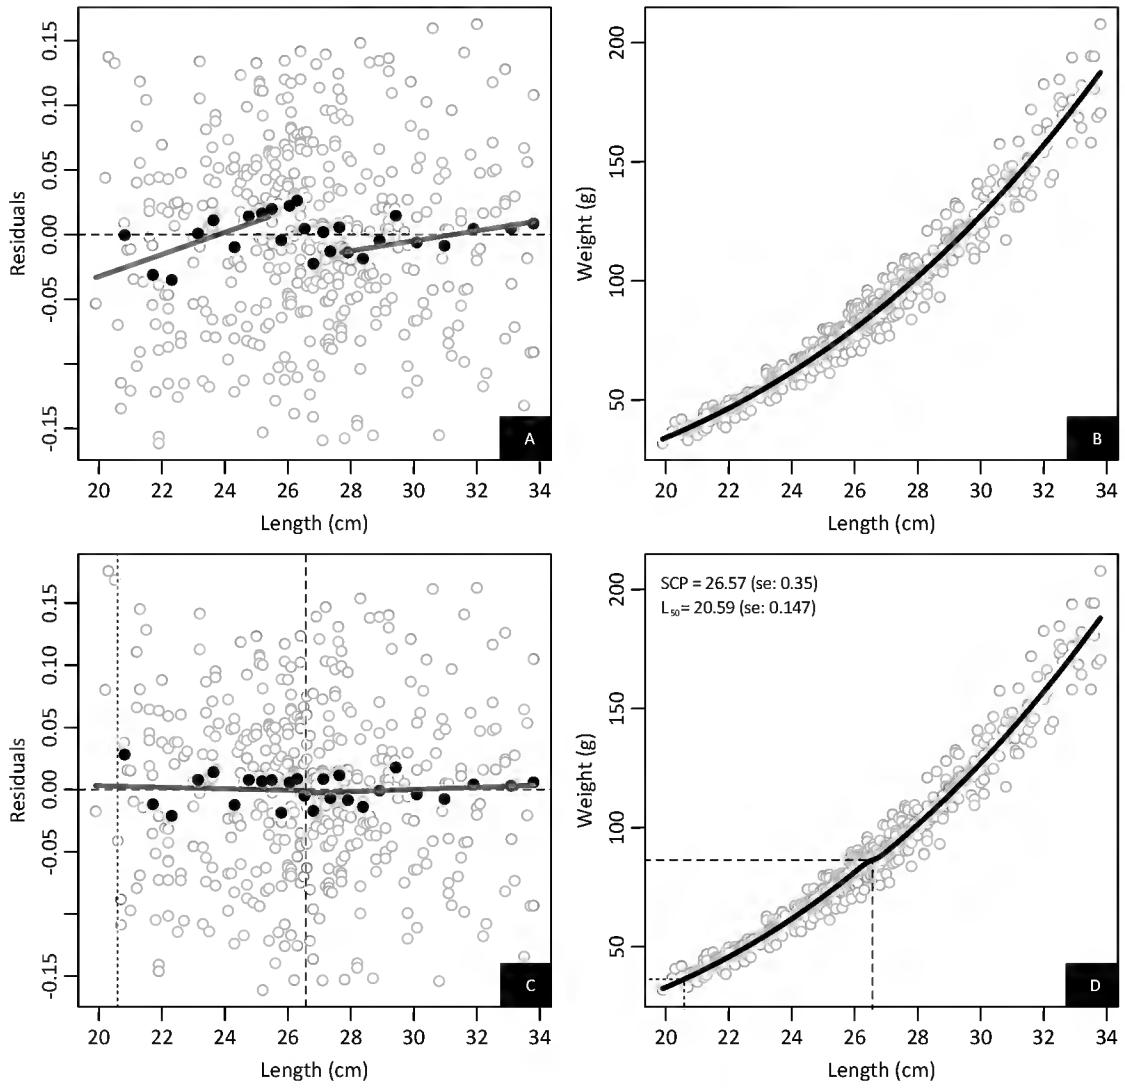 0.15
0.10
0.05
0.00
-0.05
-0.15
Residuals
A
20 22 24 26 28 30 32 34
Length (cm)
200
150
100
50
Weight (g)
B
20 22 24 26 28 30 32 34
Length (cm)
0.15
0.10
0.05
0.00
-0.05
-0.15
Residuals
C
20 22 24 26 28 30 32 34
Length (cm)
SCP = 26.57 (se: 0.35)
L50= 20.59 (se: 0.147)
200
150
100
50
Weight (g)
D
20 22 24 26 28 30 32 34
Length (cm)